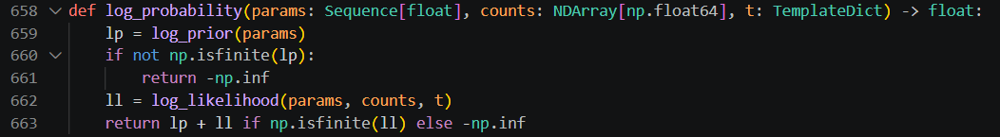 658 def log_probability(params: Sequence[float], counts: NDArray[np.float64], t: TemplateDict) -> float:
659     lp = log_prior(params)
660     if not np.isfinite(lp):
661         return -np.inf
662     ll = log_likelihood(params, counts, t)
663     return lp + ll if np.isfinite(ll) else -np.inf